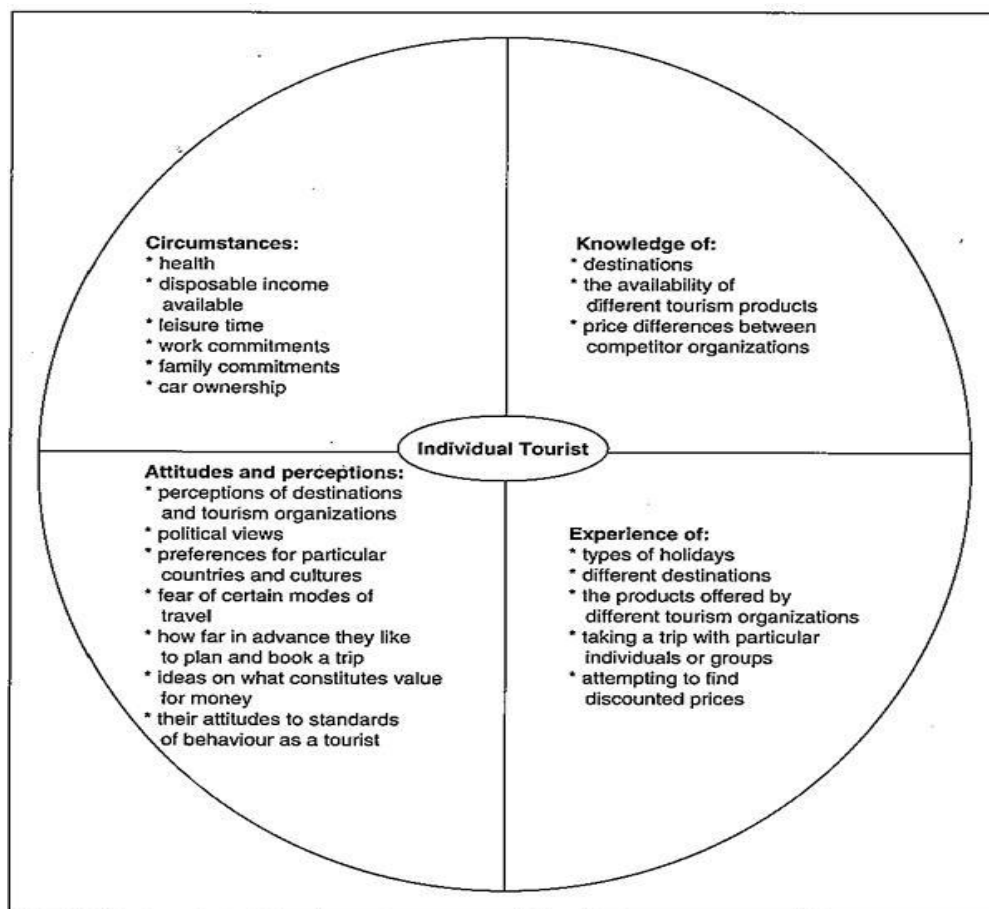 Circumstances:
* health
* disposable income
available
* leisure time
* work commitments
* family commitments
* car ownership
Knowledge of:
* destinations
* the availability of
different tourism products
* price differences between
competitor organizations
Individual Tourist
Attitudes and perceptions:
* perceptions of destinations
and tourism organizations
* political views
* preferences for particular
countries and cultures
* fear of certain modes of
travel
* how far in advance they like
to plan and book a trip
* ideas on what constitutes value
for money
* their attitudes to standards
of behaviour as a tourist
Experience of:
* types of holidays
* different destinations
* the products offered by
different tourism organizations
* taking a trip with particular
individuals or groups
* attempting to find
discounted prices